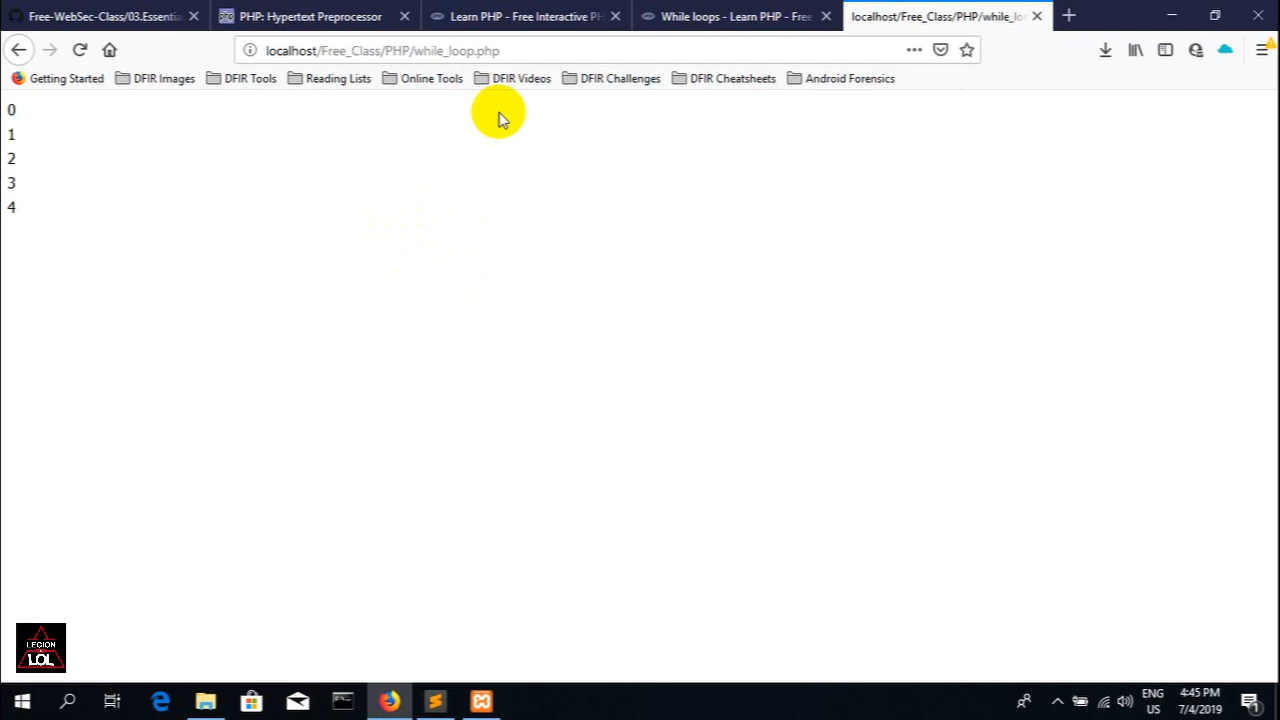 Free-WebSec-Class/03.Essentia
PHP: Hypertext Preprocessor
Learn PHP - Free Interactive PH
While loops - Learn PHP - Free
localhost/Free_Class/PHP/while_loo
localhost/Free_Class/PHP/while_loop.php
Getting Started DFIR Images DFIR Tools Reading Lists Online Tools DFIR Videos DFIR Challenges DFIR Cheatsheets Android Forensics
0
1
2
3
4
LEGION
LOL
ENG
US
4:45 PM
7/4/2019
1